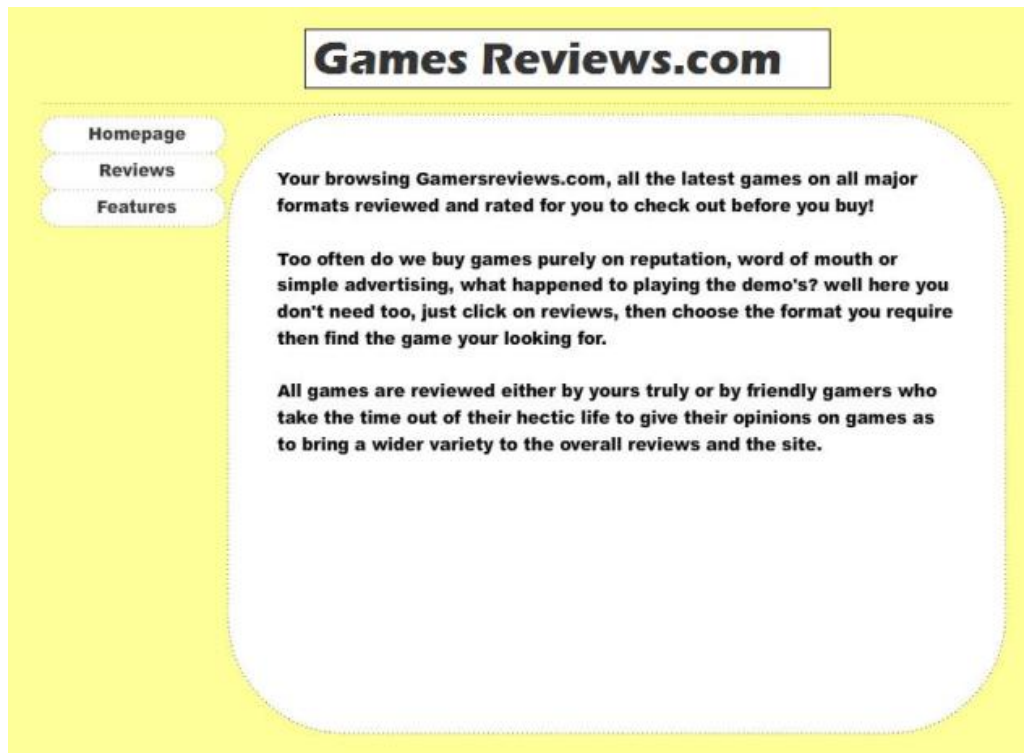 Games Reviews.com
Homepage
Reviews
Features
Your browsing Gamersreviews.com, all the latest games on all major
formats reviewed and rated for you to check out before you buy!
Too often do we buy games purely on reputation, word of mouth or
simple advertising, what happened to playing the demo's? well here you
don't need too, just click on reviews, then choose the format you require
then find the game your looking for.
All games are reviewed either by yours truly or by friendly gamers who
take the time out of their hectic life to give their opinions on games as
to bring a wider variety to the overall reviews and the site.